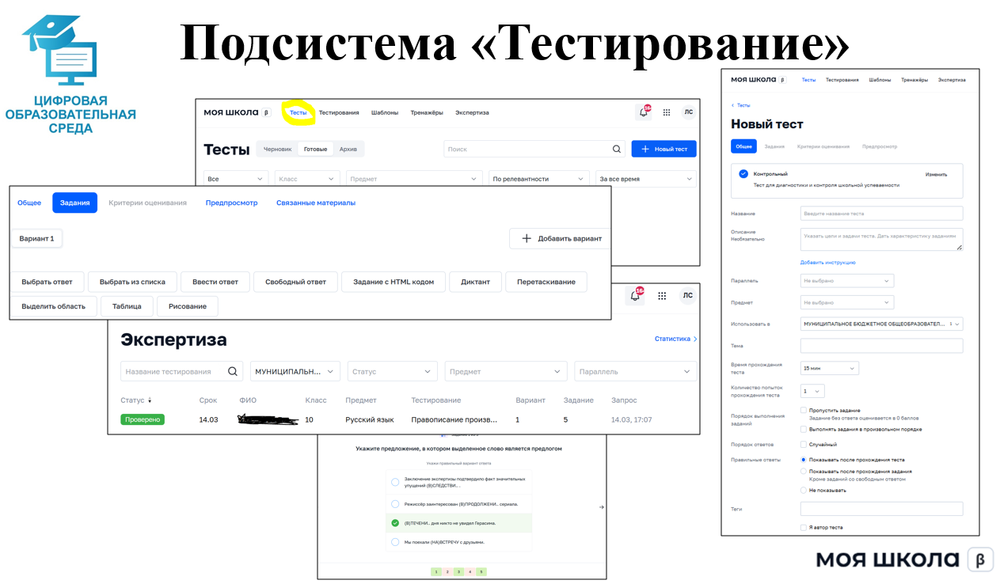 Подсистема «Тестирование»
ЦИФРОВАЯ
ОБРАЗОВАТЕЛЬНАЯ
СРЕДА
МОЯ ШКОЛА β Тесты Тестирования Шаблоны Тренажёры Экспертиза ЛС
Тесты Черновик Готовые Архив Поиск + Новый тест
Все Класс Предмет По релевантности За все время
Общее Задания Критерии оценивания Предпросмотр Связанные материалы
Вариант 1 + Добавить вариант
Выбрать ответ Выбрать из списка Ввести ответ Свободный ответ Задание с HTML кодом Диктант Перетаскивание
Выделить область Таблица Рисование
ЛС
Экспертиза Статистика
Название тестирования МУНИЦИПАЛЬН... Статус Предмет Параллель
Статус Срок ФИО Класс Предмет Тестирование Вариант Задание Запрос
Проверено 14.03 10 Русский язык Правописание произв... 1 5 14.03, 17:07
Укажите предложение, в котором выделенное слово является предлогом
Укажи правильный вариант ответа
Заключение экспертизы подтвердило факт значительных
упущений (В)СЛЕДСТВИ.. .
Режиссёр заинтересован (В)ПРОДОЛЖЕНИ.. сериала.
(В)ТЕЧЕНИ.. дня никто не увидел Герасима.
Мы поехали (НА)ВСТРЕЧУ с друзьями.
1 2 3 4 5
МОЯ ШКОЛА β Тесты Тестирования Шаблоны Тренажёры Экспертиза
Тесты
Новый тест
Общее Задания Критерии оценивания Предпросмотр
Контрольный Изменить
Тест для диагностики и контроля школьной успеваемости
Название Введите название теста
Описание
Необязательно
Указать цели и задачи теста. Дать характеристику заданиям
Добавить инструкцию
Параллель Не выбрано
Предмет Не выбрано
Использовать в МУНИЦИПАЛЬНОЕ БЮДЖЕТНОЕ ОБЩЕОБРАЗОВАТЕЛ... 1
Тема
Время прохождения
теста
15 мин
Количество попыток
прохождения теста
1
Порядок выполнения
заданий
Пропустить задание
Задание без ответа оценивается в 0 баллов
Выполнять задания в произвольном порядке
Порядок ответов Случайный
Правильные ответы Показывать после прохождения теста
Показывать после прохождения задания
Кроме заданий со свободным ответом
Не показывать
Теги
Я автор теста
МОЯ ШКОЛА β